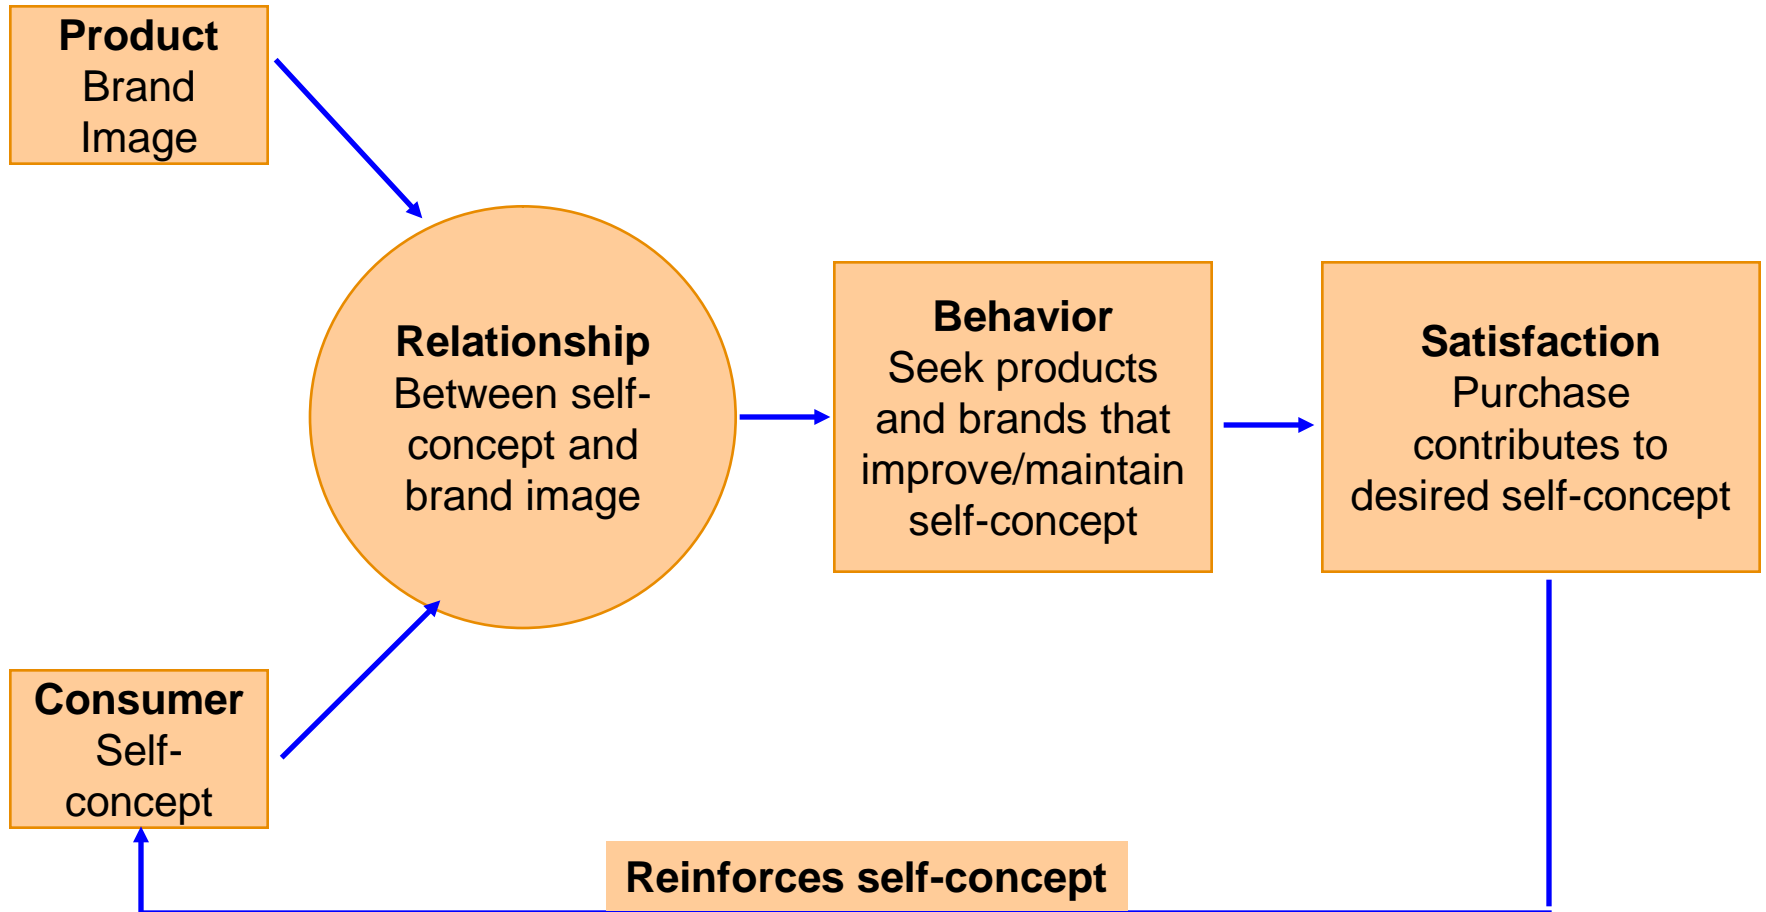 Product
Brand
Image
Relationship
Between self-
concept and
brand image
Behavior
Seek products
and brands that
improve/maintain
self-concept
Satisfaction
Purchase
contributes to
desired self-concept
Consumer
Self-
concept
Reinforces self-concept